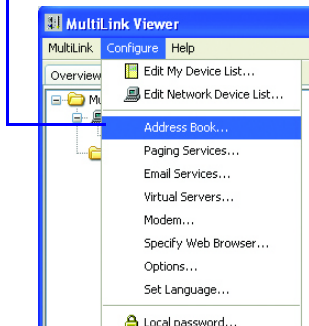 MultiLink Viewer
MultiLink Configure Help
Overview
Edit My Device List...
Edit Network Device List...
Mu
Address Book...
Paging Services...
Email Services...
Virtual Servers...
Modem...
Specify Web Browser...
Options...
Set Language...
Local password...